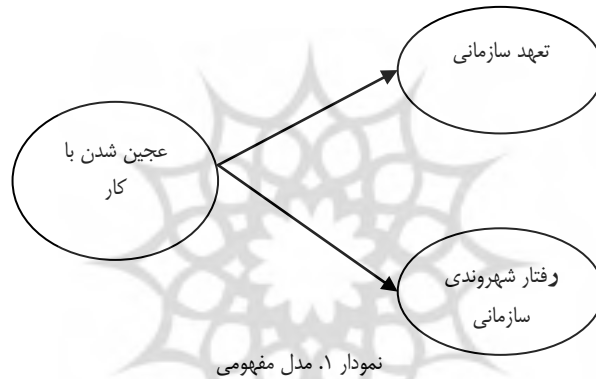 تعهد سازمانی
عجین شدن با
کار
رفتار شهروندی
سازمانی
نمودار ۱. مدل مفهومی